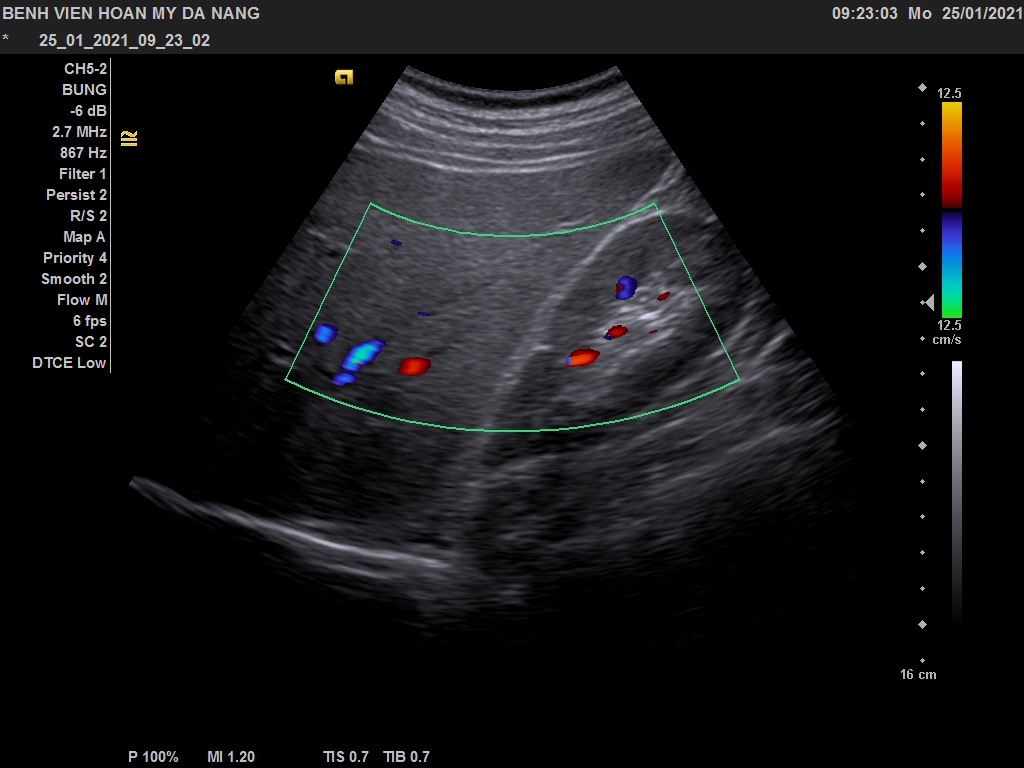 BENH VIEN HOAN MY DA NANG
09:23:03 Mo 25/01/2021
* 25_01_2021_09_23_02
CH5-2
BUNG
-6 dB
2.7 MHz
867 Hz
Filter 1
Persist 2
R/S 2
Map A
Priority 4
Smooth 2
Flow M
6 fps
SC 2
DTCE Low
12.5
12.5
cm/s
16 cm
P 100% MI 1.20 TIS 0.7 TIB 0.7